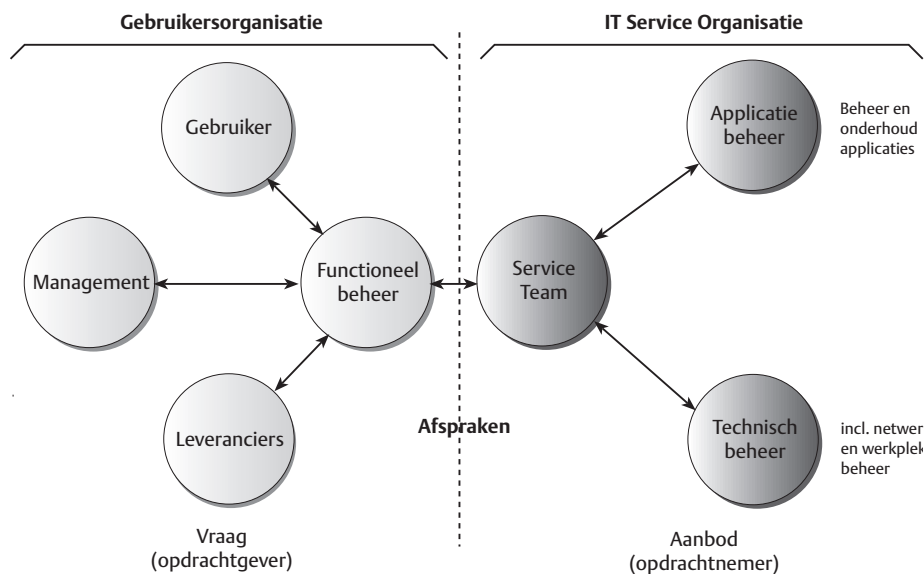 Gebruikersorganisatie
IT Service Organisatie
Gebruiker
Applicatie
beheer
Beheer en
onderhoud
applicaties
Management
Functioneel
beheer
Service
Team
Leveranciers
Afspraken
Technisch
beheer
incl. netwer
en werkplek
beheer
Vraag
(opdrachtgever)
Aanbod
(opdrachtnemer)